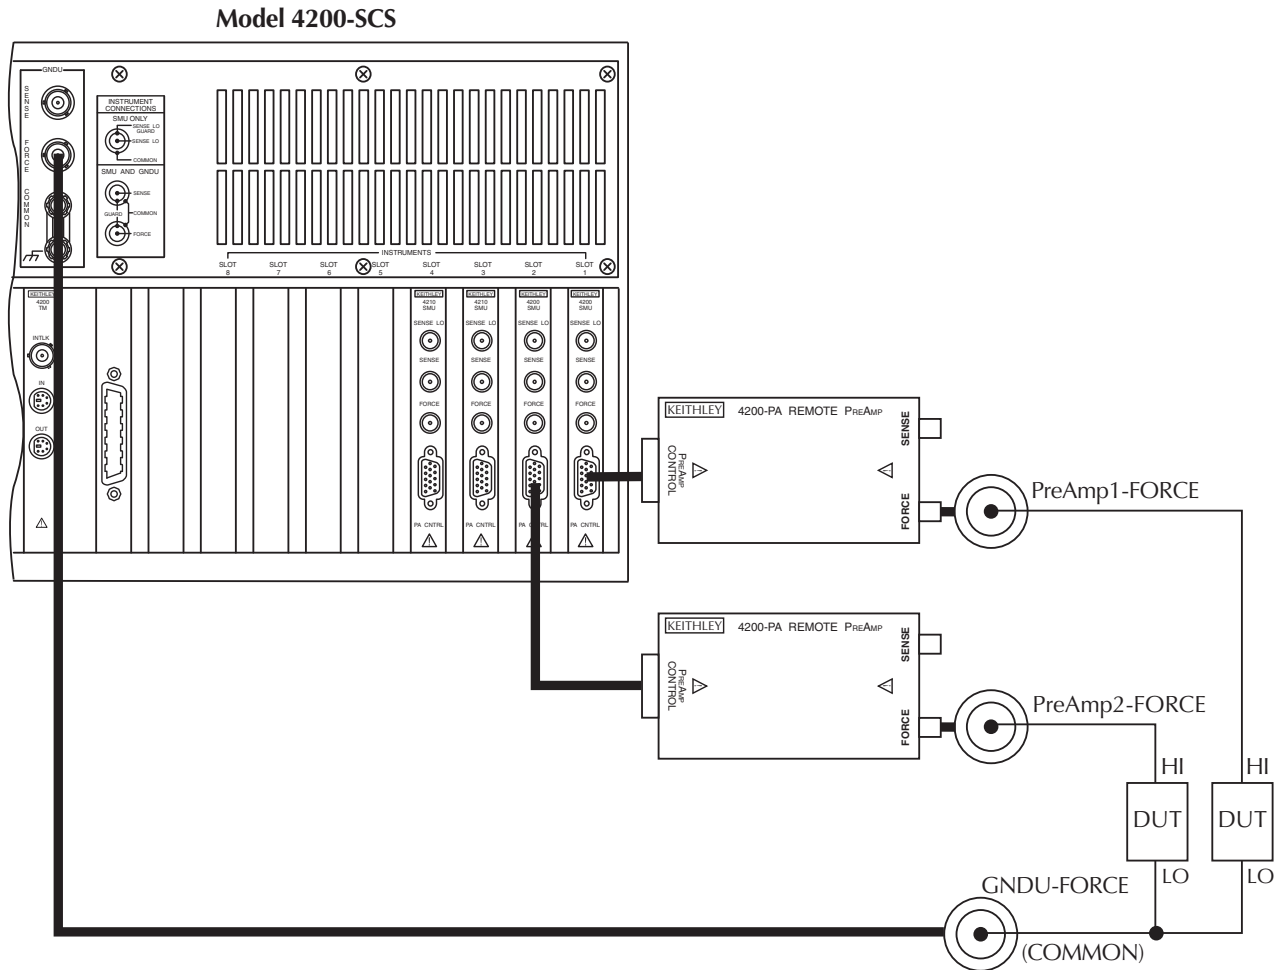 Model 4200-SCS
GNDU
SENSE
FORCE
COMMON
INSTRUMENT
CONNECTIONS
SMU ONLY
SENSE LO
GUARD
SENSE LO
COMMON
SMU AND GNDU
SENSE
GUARD
COMMON
FORCE
INSTRUMENTS
SLOT
8
SLOT
7
SLOT
6
SLOT
5
SLOT
4
SLOT
3
SLOT
2
SLOT
1
KEITHLEY
4200
TM
INTLK
IN
OUT
KEITHLEY
4210
SMU
SENSE LO
SENSE
FORCE
PA CNTRL
KEITHLEY
4210
SMU
SENSE LO
SENSE
FORCE
PA CNTRL
KEITHLEY
4200
SMU
SENSE LO
SENSE
FORCE
PA CNTRL
KEITHLEY
4200
SMU
SENSE LO
SENSE
FORCE
PA CNTRL
KEITHLEY 4200-PA REMOTE PREAMP
PREAMP
CONTROL
SENSE
FORCE
PreAmp1-FORCE
KEITHLEY 4200-PA REMOTE PREAMP
PREAMP
CONTROL
SENSE
FORCE
PreAmp2-FORCE
HI
DUT
LO
HI
DUT
LO
GNDU-FORCE
(COMMON)